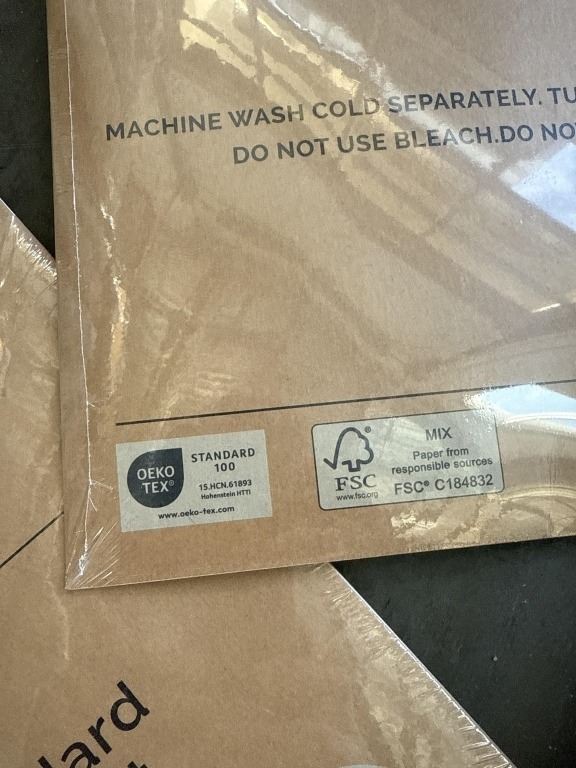 MACHINE WASH COLD SEPARATELY. TU
DO NOT USE BLEACH.DO NO
OEKO
TEX®
STANDARD
100
15.HCN.61893
Hohenstein HTTI
www.oeko-tex.com
FSC
www.fsc.org
MIX
Paper from
responsible sources
FSC® C184832
lard